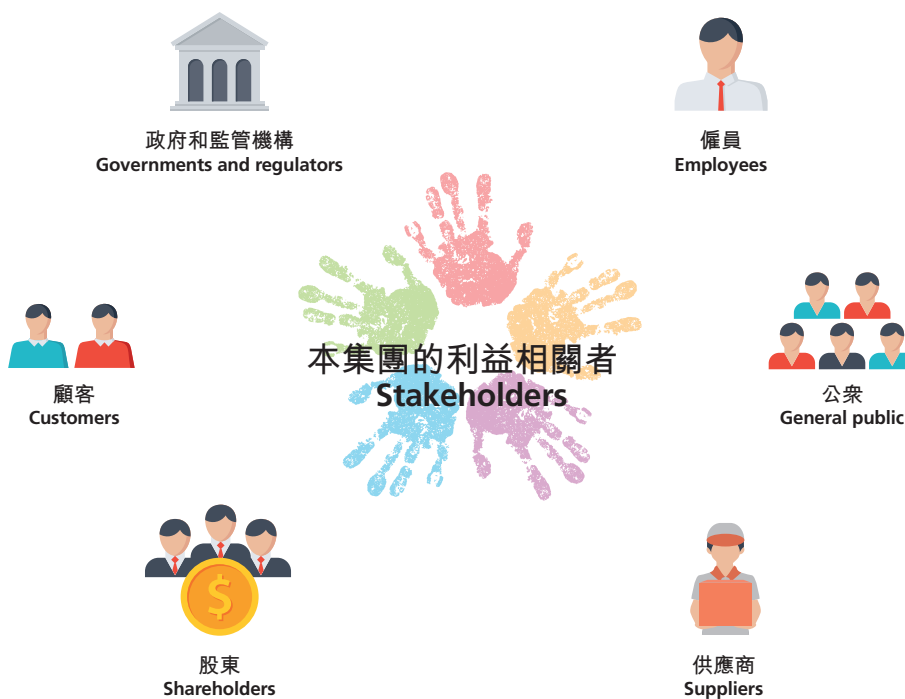 政府和監管機構
Governments and regulators
僱員
Employees
本集團的利益相關者
Stakeholders
顧客
Customers
公衆
General public
股東
Shareholders
供應商
Suppliers